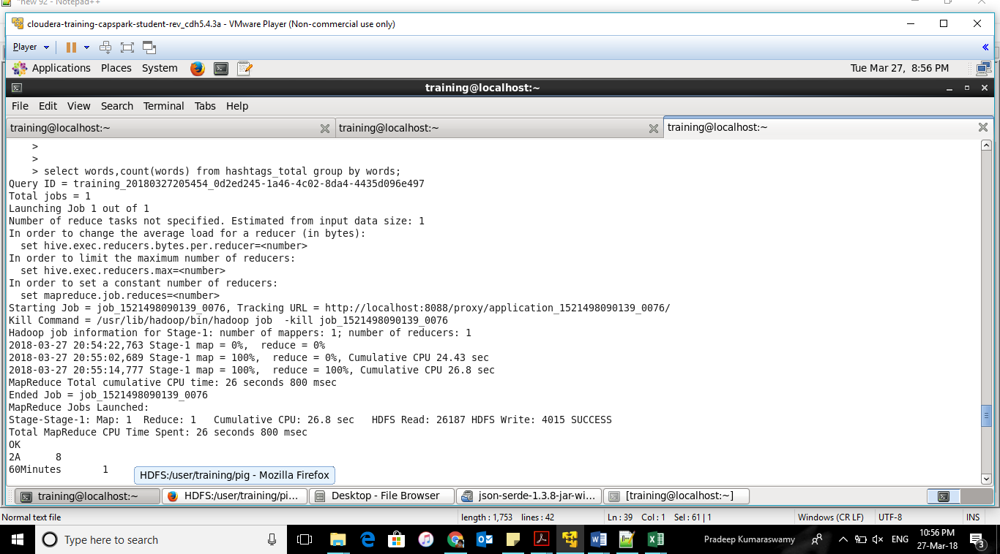 *new 92 - Notepad++
cloudera-training-capspark-student-rev_cdh5.4.3a - VMware Player (Non-commercial use only)
Player
Applications Places System Tue Mar 27, 8:56 PM
training@localhost:~
File Edit View Search Terminal Tabs Help
training@localhost:~ training@localhost:~ training@localhost:~
>
>
> select words,count(words) from hashtags_total group by words;
Query ID = training_20180327205454_0d2ed245-1a46-4c02-8da4-4435d096e497
Total jobs = 1
Launching Job 1 out of 1
Number of reduce tasks not specified. Estimated from input data size: 1
In order to change the average load for a reducer (in bytes):
set hive.exec.reducers.bytes.per.reducer=<number>
In order to limit the maximum number of reducers:
set hive.exec.reducers.max=<number>
In order to set a constant number of reducers:
set mapreduce.job.reduces=<number>
Starting Job = job_1521498090139_0076, Tracking URL = http://localhost:8088/proxy/application_1521498090139_0076/
Kill Command = /usr/lib/hadoop/bin/hadoop job  -kill job_1521498090139_0076
Hadoop job information for Stage-1: number of mappers: 1; number of reducers: 1
2018-03-27 20:54:22,763 Stage-1 map = 0%,  reduce = 0%
2018-03-27 20:55:02,689 Stage-1 map = 100%,  reduce = 0%, Cumulative CPU 24.43 sec
2018-03-27 20:55:14,777 Stage-1 map = 100%,  reduce = 100%, Cumulative CPU 26.8 sec
MapReduce Total cumulative CPU time: 26 seconds 800 msec
Ended Job = job_1521498090139_0076
MapReduce Jobs Launched:
Stage-Stage-1: Map: 1  Reduce: 1   Cumulative CPU: 26.8 sec   HDFS Read: 26187 HDFS Write: 4015 SUCCESS
Total MapReduce CPU Time Spent: 26 seconds 800 msec
OK
2A 8
60Minutes 1
HDFS:/user/training/pig - Mozilla Firefox
training@localhost:~ HDFS:/user/training/pi... Desktop - File Browser json-serde-1.3.8-jar-wi... [training@localhost:~]
Normal text file length : 1,753 lines : 42 Ln : 39 Col : 1 Sel : 61 | 1 Windows (CR LF) UTF-8 INS
Type here to search Pradeep Kumaraswamy ENG 10:56 PM
27-Mar-18 3